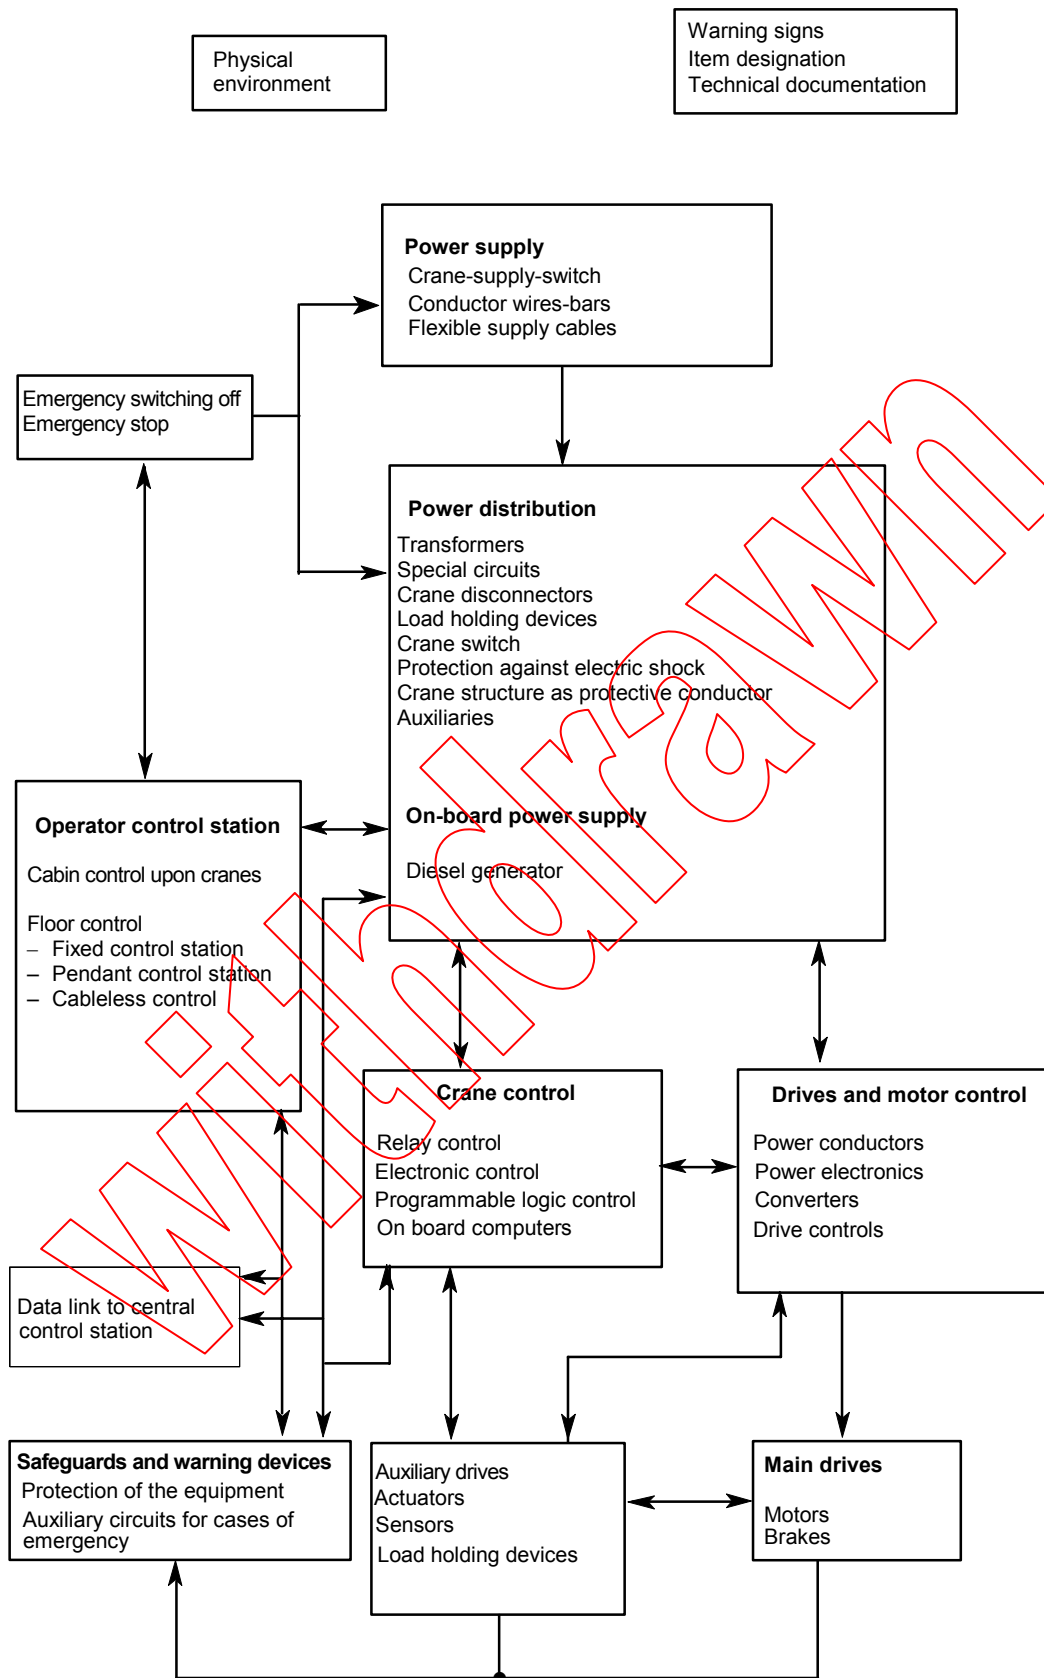 Physical
environment
Warning signs
Item designation
Technical documentation
Power supply
Crane-supply-switch
Conductor wires-bars
Flexible supply cables
Emergency switching off
Emergency stop
Power distribution
Transformers
Special circuits
Crane disconnectors
Load holding devices
Crane switch
Protection against electric shock
Crane structure as protective conductor
Auxiliaries
On-board power supply
Diesel generator
Operator control station
Cabin control upon cranes
Floor control
– Fixed control station
– Pendant control station
– Cableless control
Crane control
Relay control
Electronic control
Programmable logic control
On board computers
Drives and motor control
Power conductors
Power electronics
Converters
Drive controls
Data link to central
control station
Safeguards and warning devices
Protection of the equipment
Auxiliary circuits for cases of
emergency
Auxiliary drives
Actuators
Sensors
Load holding devices
Main drives
Motors
Brakes
Withdrawn